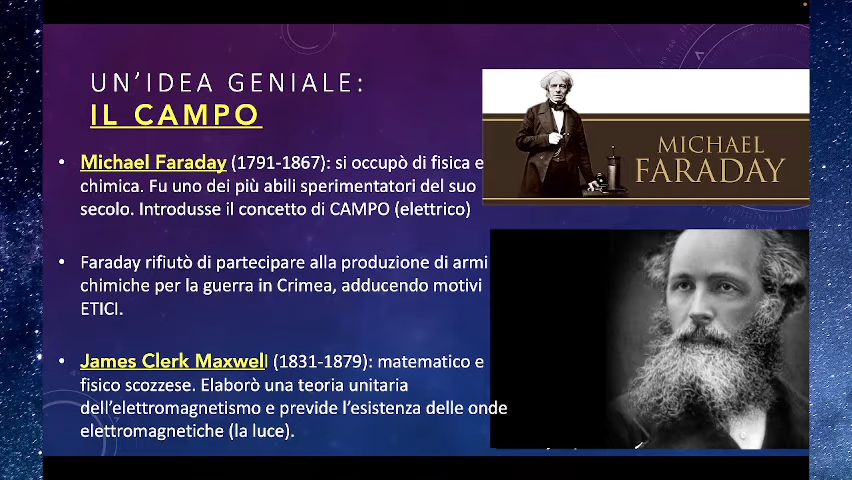 UN'IDEA GENIALE:
IL CAMPO
• Michael Faraday (1791-1867): si occupò di fisica e
chimica. Fu uno dei più abili sperimentatori del suo
secolo. Introdusse il concetto di CAMPO (elettrico)
• Faraday rifiutò di partecipare alla produzione di armi
chimiche per la guerra in Crimea, adducendo motivi
ETICI.
• James Clerk Maxwell (1831-1879): matematico e
fisico scozzese. Elaborò una teoria unitaria
dell'elettromagnetismo e previde l'esistenza delle onde
elettromagnetiche (la luce).
MICHAEL
FARADAY